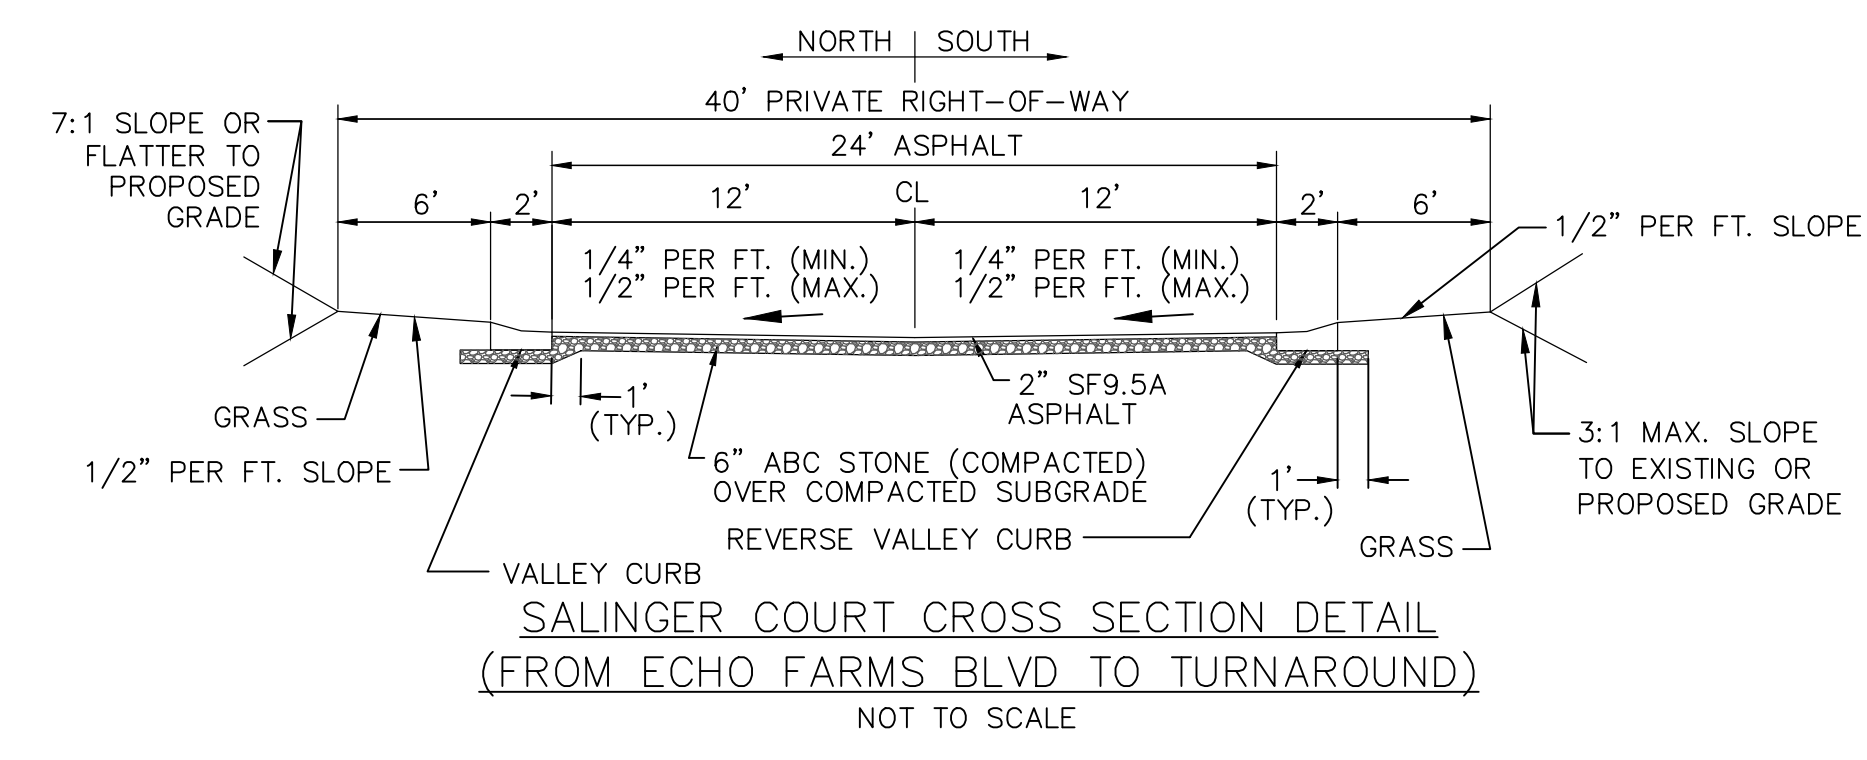 NORTH SOUTH
40' PRIVATE RIGHT-OF-WAY
7:1 SLOPE OR
FLATTER TO
PROPOSED
GRADE
24' ASPHALT
6' 2' 12' CL 12' 2' 6'
1/2" PER FT. SLOPE
1/4" PER FT. (MIN.)
1/2" PER FT. (MAX.)
1/4" PER FT. (MIN.)
1/2" PER FT. (MAX.)
GRASS
1/2" PER FT. SLOPE
1'
(TYP.)
2" SF9.5A
ASPHALT
6" ABC STONE (COMPACTED)
OVER COMPACTED SUBGRADE
REVERSE VALLEY CURB
VALLEY CURB
1'
(TYP.)
3:1 MAX. SLOPE
TO EXISTING OR
PROPOSED GRADE
GRASS
SALINGER COURT CROSS SECTION DETAIL
(FROM ECHO FARMS BLVD TO TURNAROUND)
NOT TO SCALE